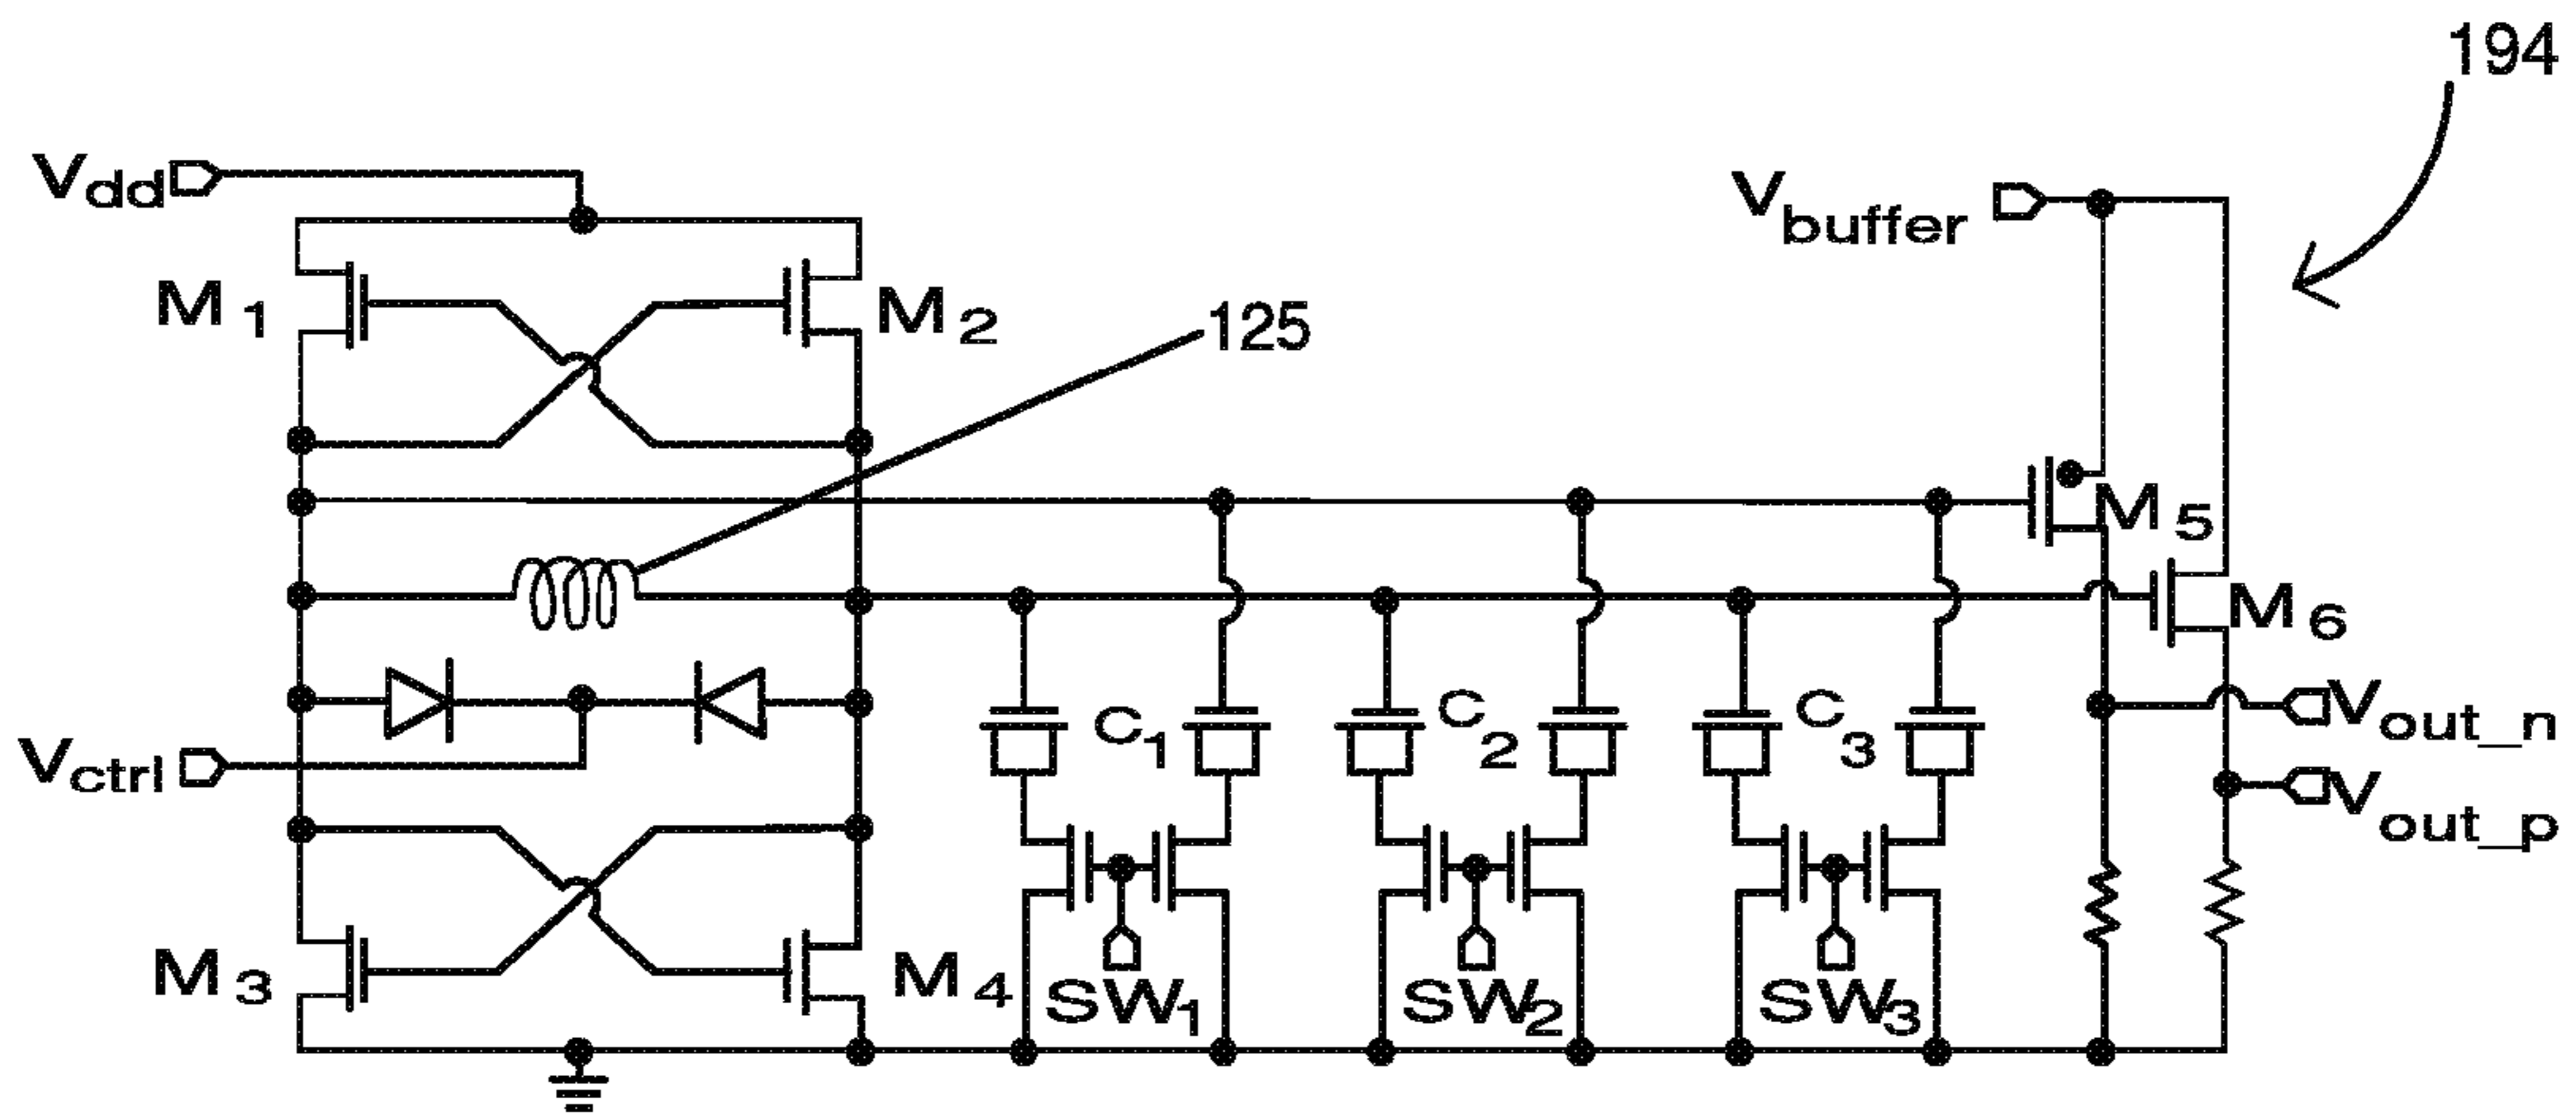 194
Vdd
Vbuffer
M1
M2
125
M5
M6
C1
C2
C3
Vout_n
Vctrl
Vout_p
M3
M4
SW1
SW2
SW3